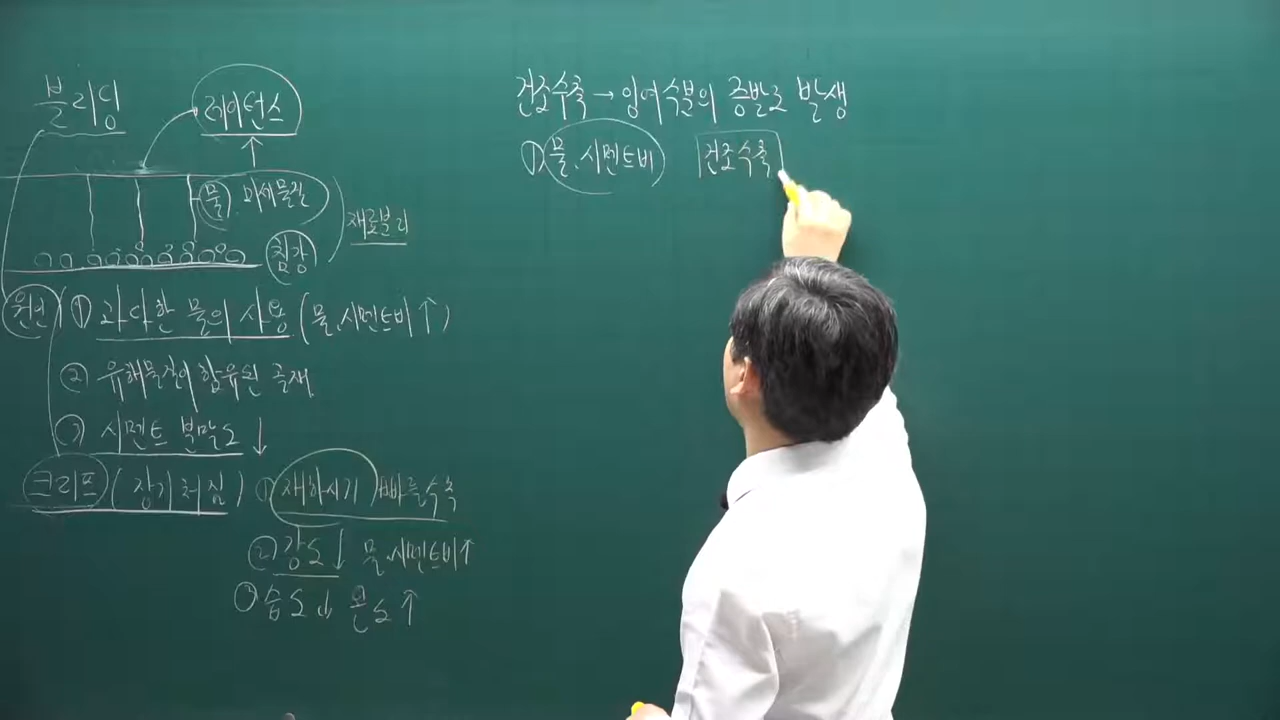 블리딩
레이턴스
물 미세물질
재료분리
침강
원인 ① 과다한 물의 사용 (물.시멘트비↑)
② 유해물질이 함유된 골재
③ 시멘트 분말도 ↓
크리프 (장기처짐) ① 재하시기 빠를수록
② 강도↓ 물.시멘트비↑
③ 습도↓ 온도↑
건조수축 → 잉여수분의 증발로 발생
① 물.시멘트비 건조수축